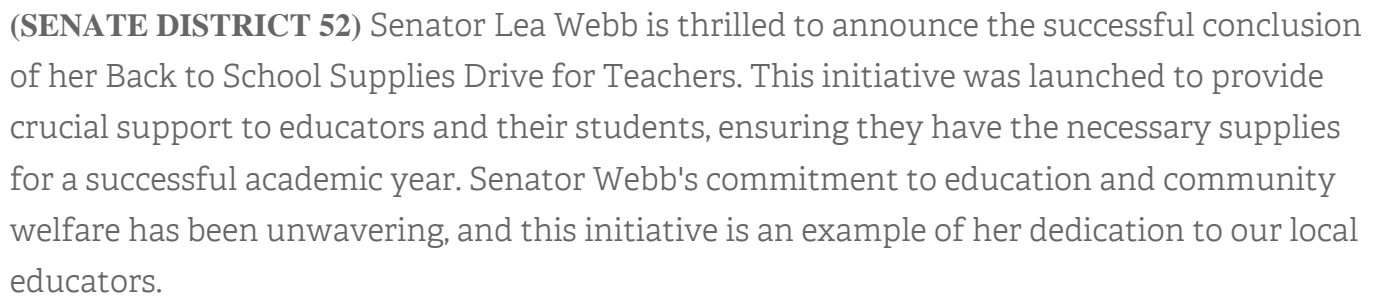 (SENATE DISTRICT 52) Senator Lea Webb is thrilled to announce the successful conclusion
of her Back to School Supplies Drive for Teachers. This initiative was launched to provide
crucial support to educators and their students, ensuring they have the necessary supplies
for a successful academic year. Senator Webb's commitment to education and community
welfare has been unwavering, and this initiative is an example of her dedication to our local
educators.